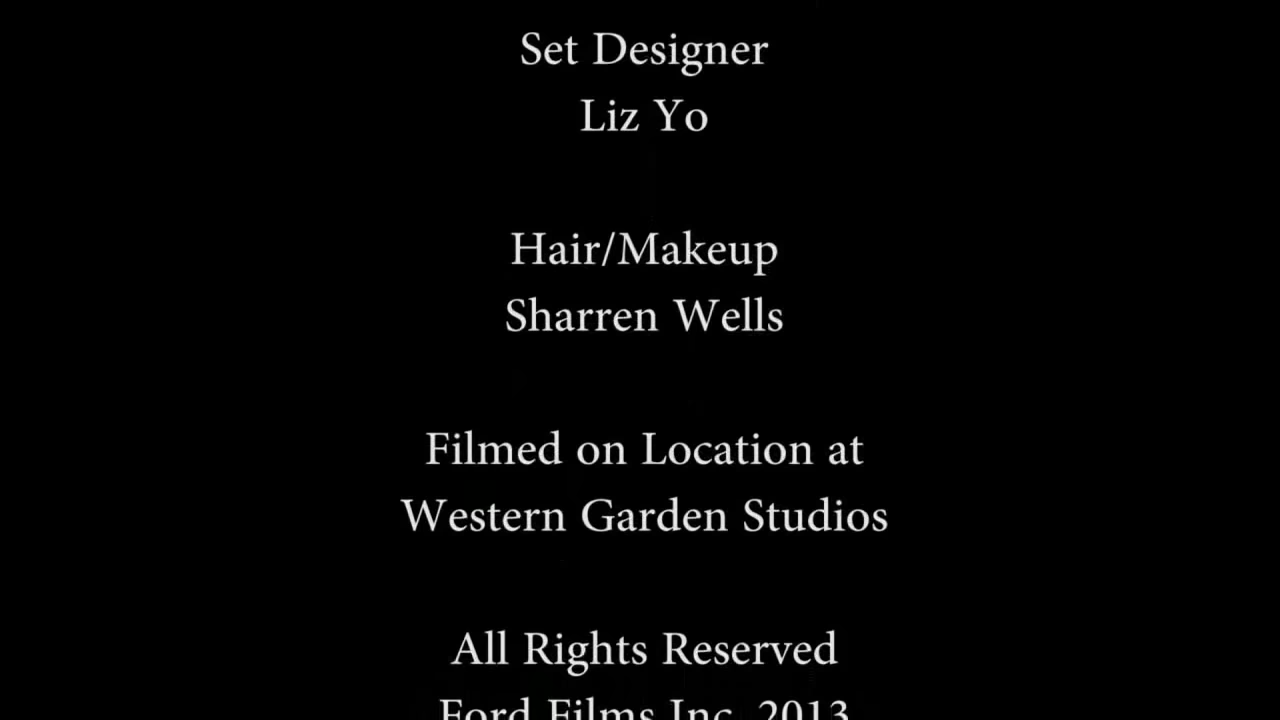 Set Designer
Liz Yo
Hair/Makeup
Sharren Wells
Filmed on Location at
Western Garden Studios
All Rights Reserved
Ford Films Inc. 2013